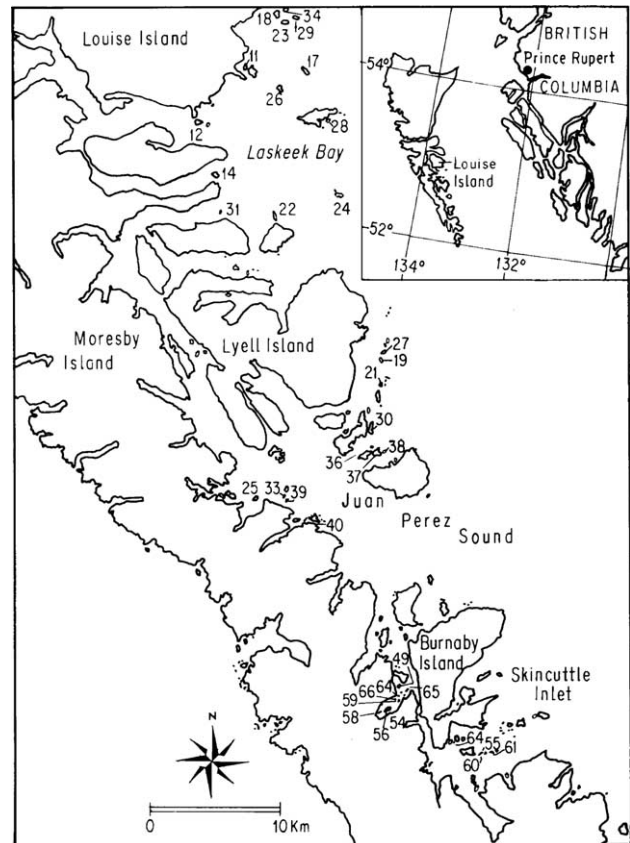 18
34
23
29
Louise Island
11
17
26
12
28
Laskeek Bay
14
24
31
22
BRITISH
Prince Rupert
COLUMBIA
54°
Louise
Island
52°
134°
132°
Moresby
Island
Lyell Island
27
19
21
30
36
38
37
25
33
39
Juan
Perez
Sound
40
49
Burnaby
Island
Skincuttle
Inlet
66
64
65
59
58
56
54
64
55
61
60
N
0
10 Km